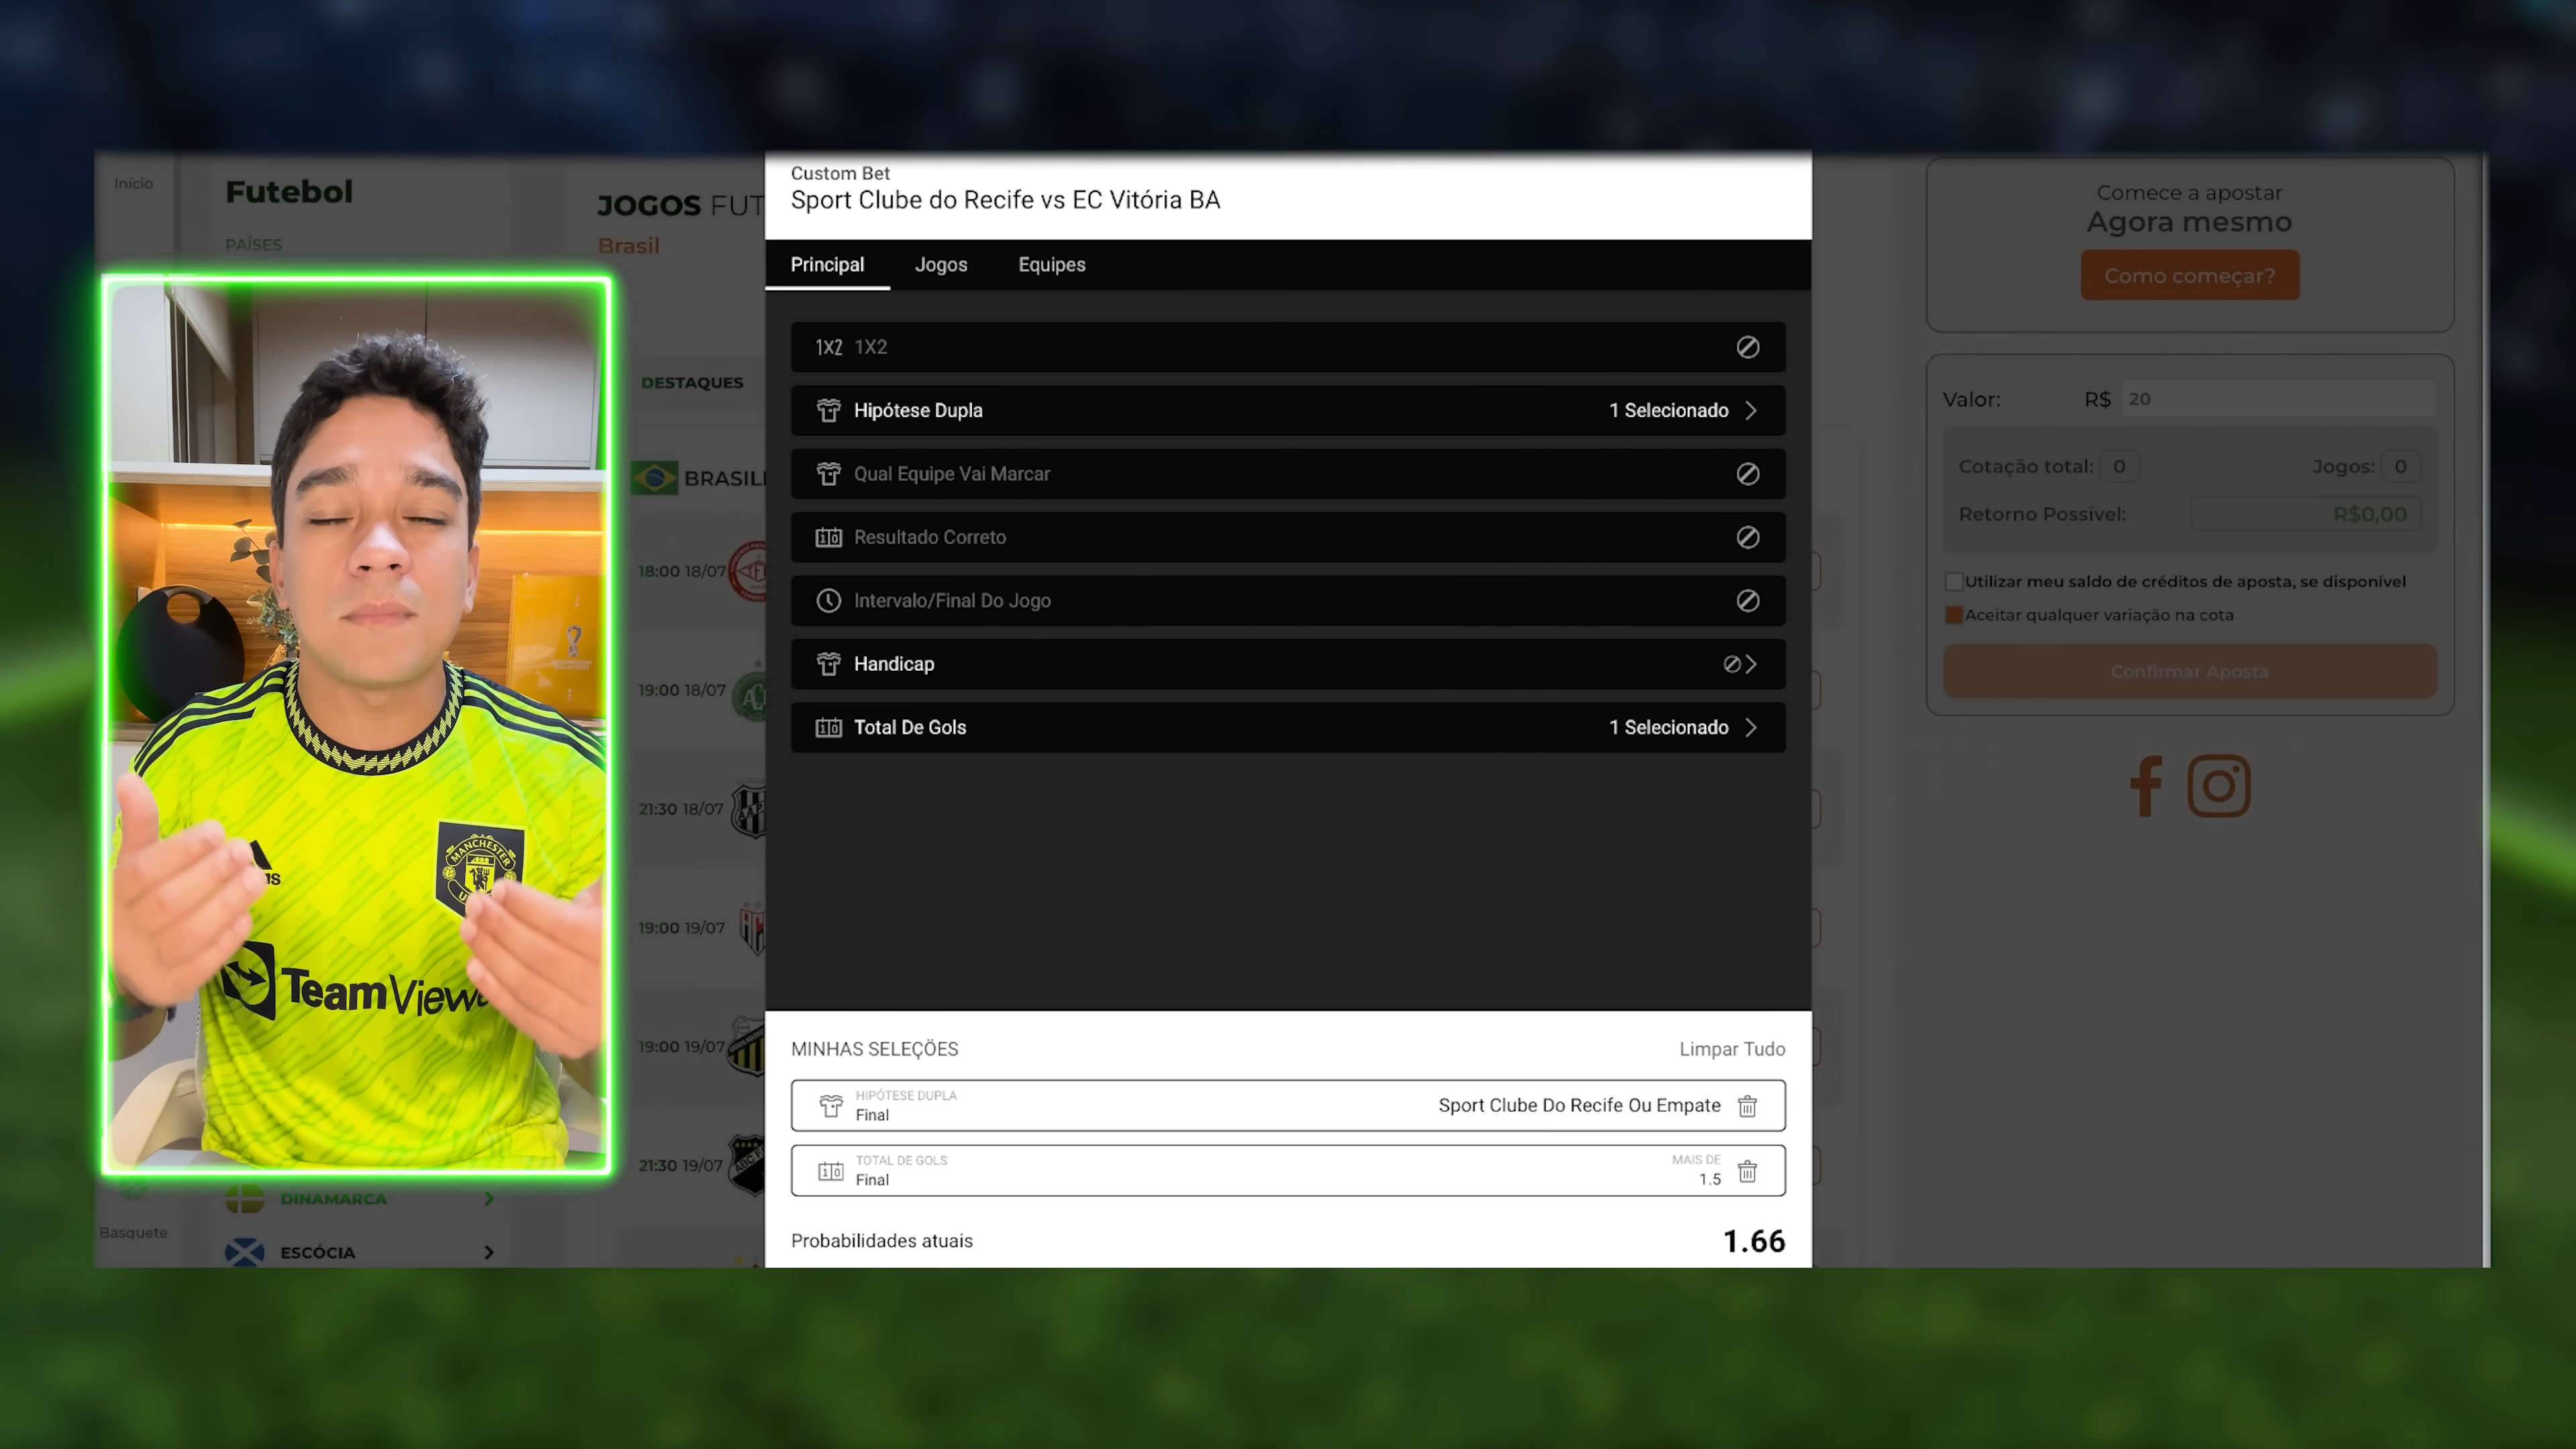 Início
Futebol
PAÍSES
JOGOS FUT
Brasil
DESTAQUES
BRASIL
18:00 18/07
19:00 18/07
21:30 18/07
19:00 19/07
19:00 19/07
21:30 19/07
DINAMARCA
Basquete
ESCÓCIA
MANCHESTER
TeamViewe
Custom Bet
Sport Clube do Recife vs EC Vitória BA
Principal
Jogos
Equipes
1X2 1X2
Hipótese Dupla
1 Selecionado
Qual Equipe Vai Marcar
Resultado Correto
Intervalo/Final Do Jogo
Handicap
Total De Gols
1 Selecionado
MINHAS SELEÇÕES
Limpar Tudo
HIPÓTESE DUPLA
Final
Sport Clube Do Recife Ou Empate
TOTAL DE GOLS
Final
MAIS DE
1.5
Probabilidades atuais
1.66
Comece a apostar
Agora mesmo
Como começar?
Valor: R$ 20
Cotação total: 0
Jogos: 0
Retorno Possível: R$0,00
Utilizar meu saldo de créditos de aposta, se disponível
Aceitar qualquer variação na cota
Confirmar Aposta